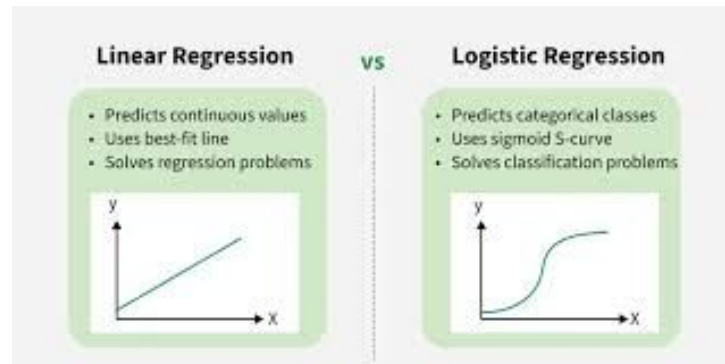 Linear Regression
vs
Logistic Regression
• Predicts continuous values
• Uses best-fit line
• Solves regression problems
y
X
• Predicts categorical classes
• Uses sigmoid S-curve
• Solves classification problems
y
X